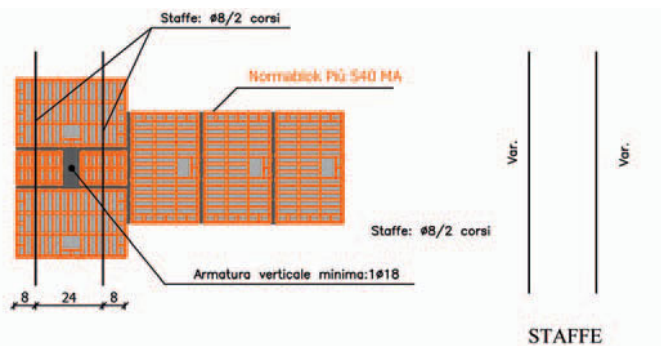 Staffe: ø8/2 corsi
Normablok Più S40 MA
Var.
Var.
Staffe: ø8/2 corsi
Armatura verticale minima:1ø18
8 24 8
STAFFE